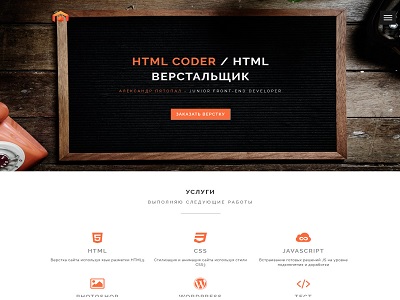 HTML CODER / HTML
ВЕРСТАЛЬЩИК
АЛЕКСАНДР - JUNIOR FRONT-END DEVELOPER
ЗАКАЗАТЬ ВЕРСТКУ
УСЛУГИ
ВЫПОЛНЯЮ СЛЕДУЮЩИЕ РАБОТЫ
HTML
CSS
JAVASCRIPT
Верстка сайта используя язык разметки HTML5
Стилизация и анимация сайта используя стили
CSS3
Встраивание готовых решений JS на уровне
подключения и доработки
PHOTOSHOP
WORDPRESS
ТЕСТ